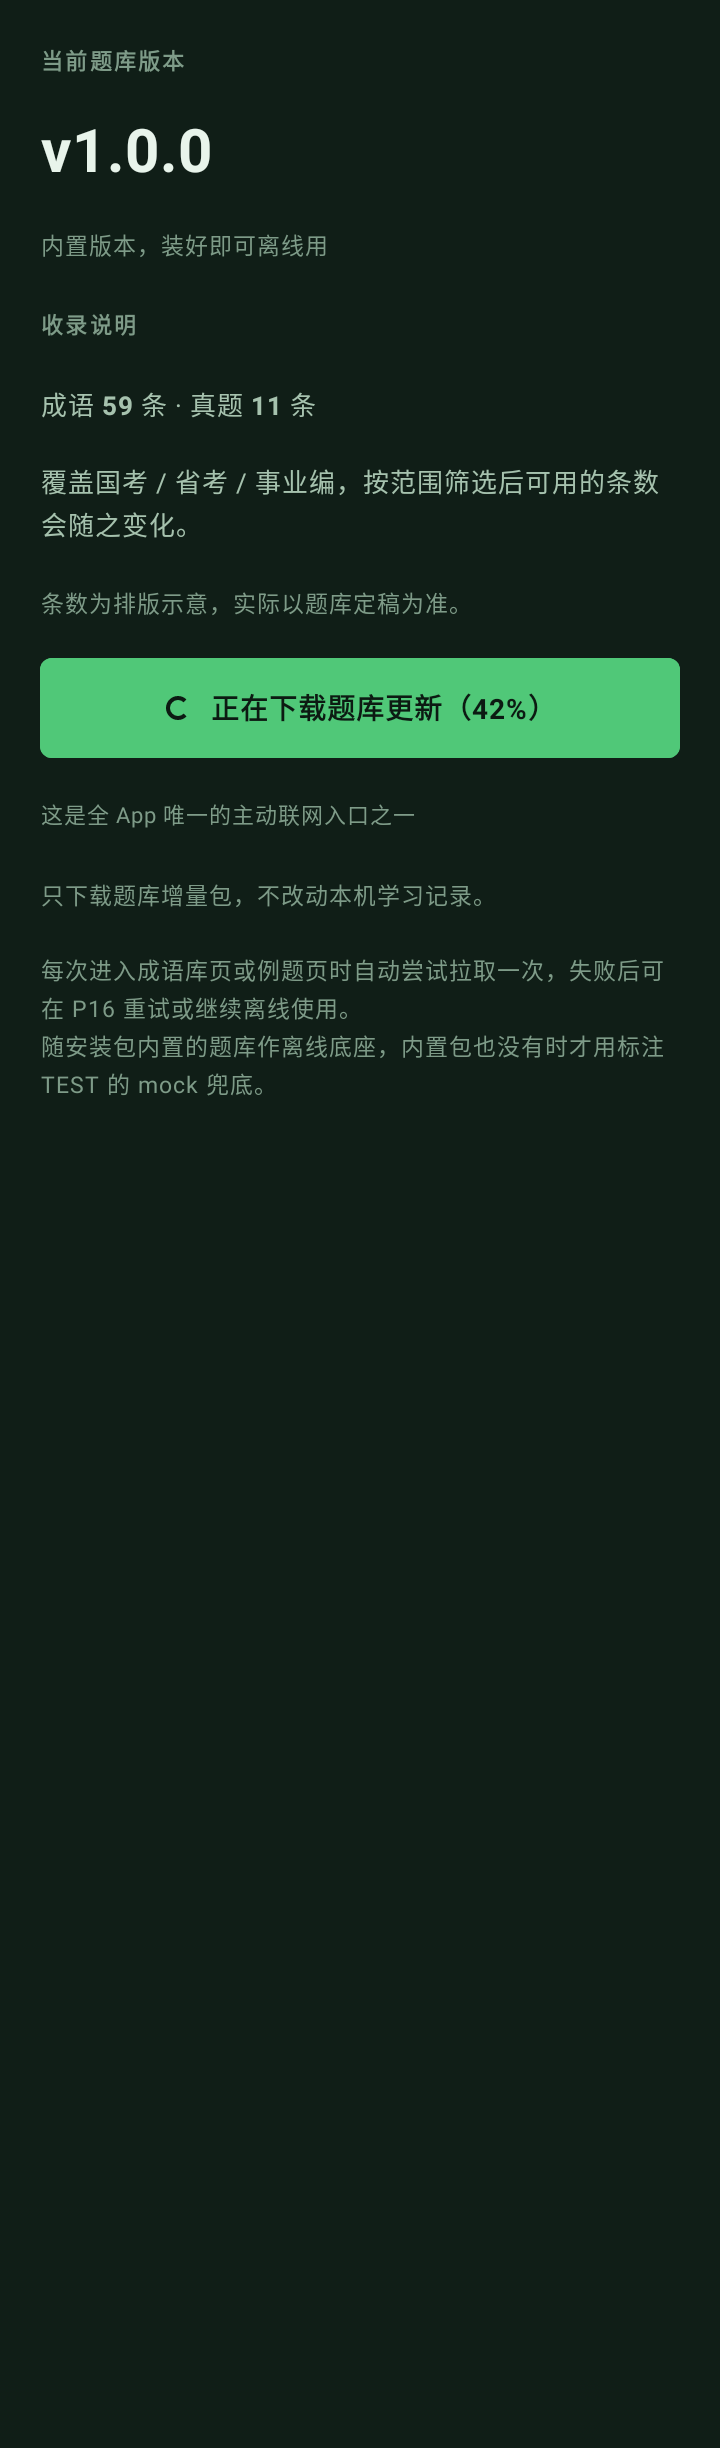 当前题库版本
v1.0.0
内置版本，装好即可离线用
收录说明
成语 59 条 · 真题 11 条
覆盖国考 / 省考 / 事业编，按范围筛选后可用的条数
会随之变化。
条数为排版示意，实际以题库定稿为准。
正在下载题库更新（42%）
这是全 App 唯一的主动联网入口之一
只下载题库增量包，不改动本机学习记录。
每次进入成语库页或例题页时自动尝试拉取一次，失败后可
在 P16 重试或继续离线使用。
随安装包内置的题库作离线底座，内置包也没有时才用标注
TEST 的 mock 兜底。